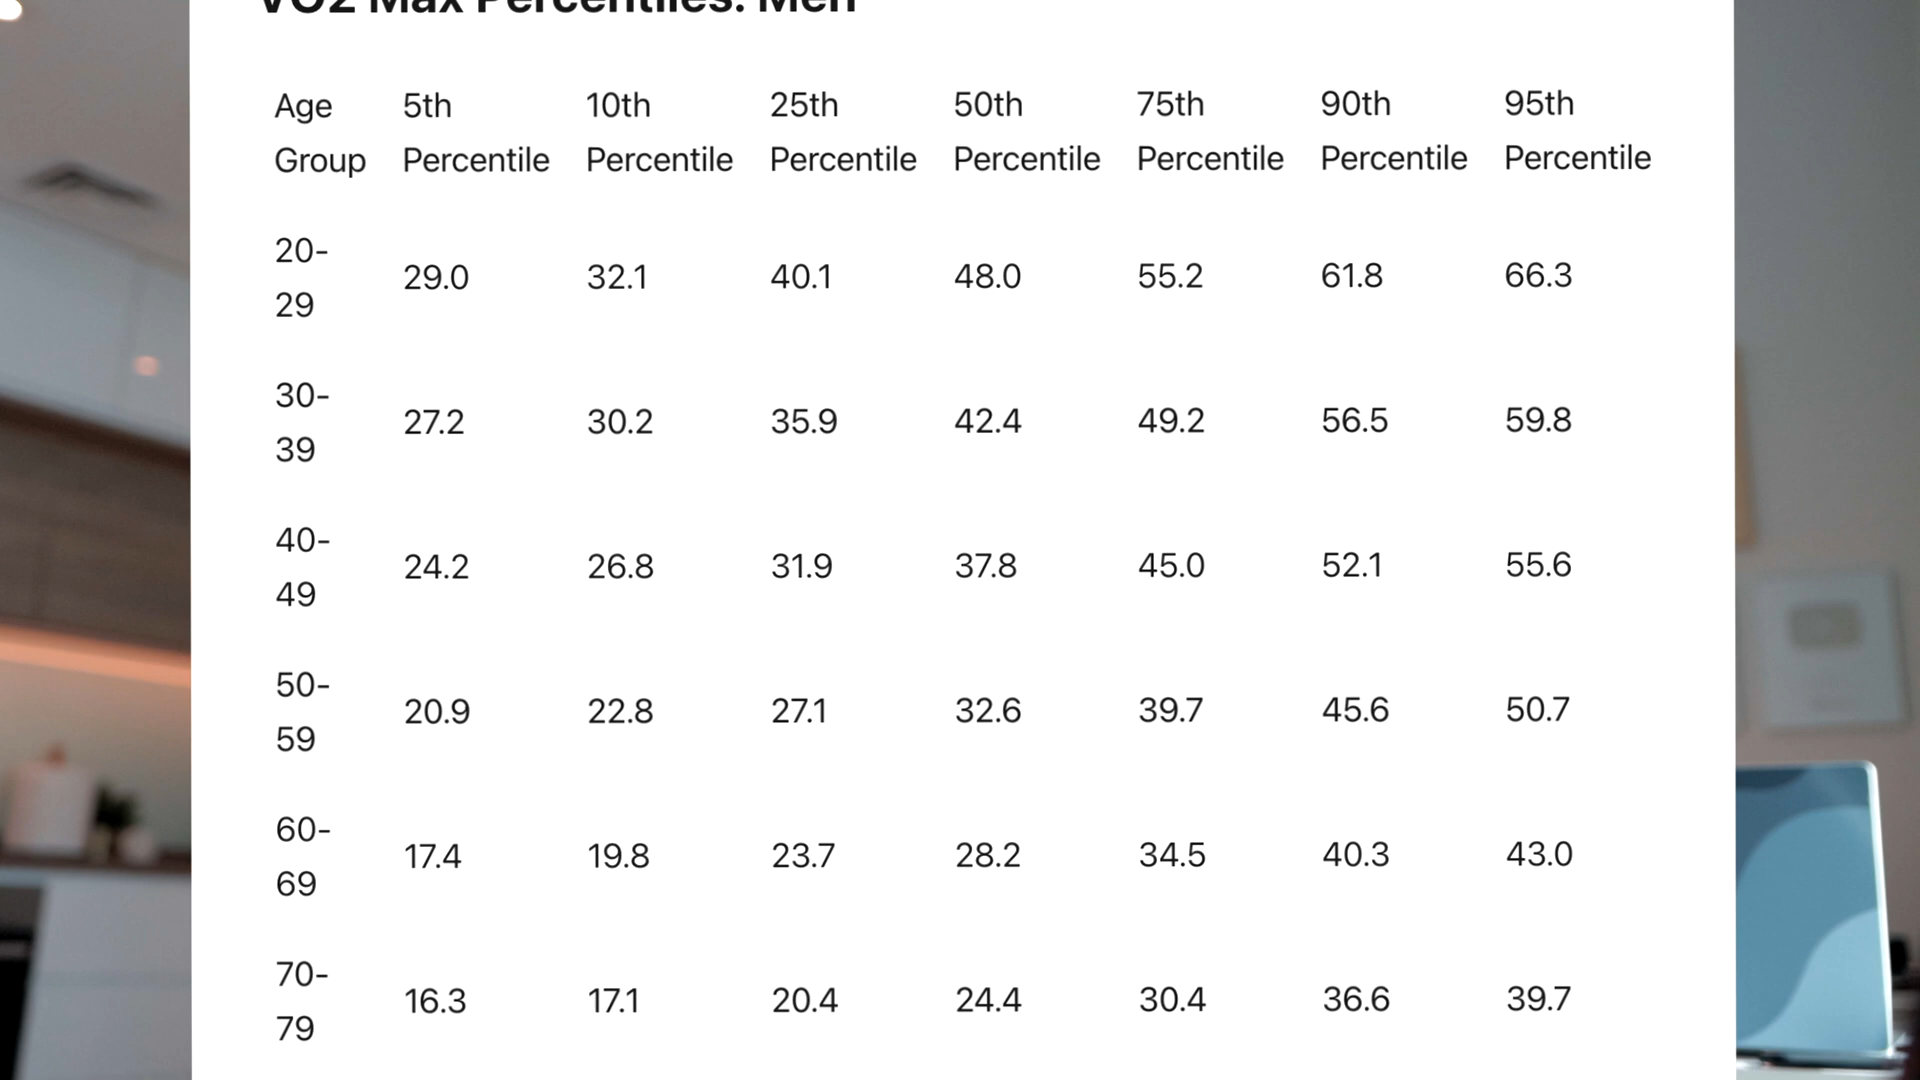 VO2 Max Percentiles: Men
Age Group 5th Percentile 10th Percentile 25th Percentile 50th Percentile 75th Percentile 90th Percentile 95th Percentile
20-29 29.0 32.1 40.1 48.0 55.2 61.8 66.3
30-39 27.2 30.2 35.9 42.4 49.2 56.5 59.8
40-49 24.2 26.8 31.9 37.8 45.0 52.1 55.6
50-59 20.9 22.8 27.1 32.6 39.7 45.6 50.7
60-69 17.4 19.8 23.7 28.2 34.5 40.3 43.0
70-79 16.3 17.1 20.4 24.4 30.4 36.6 39.7